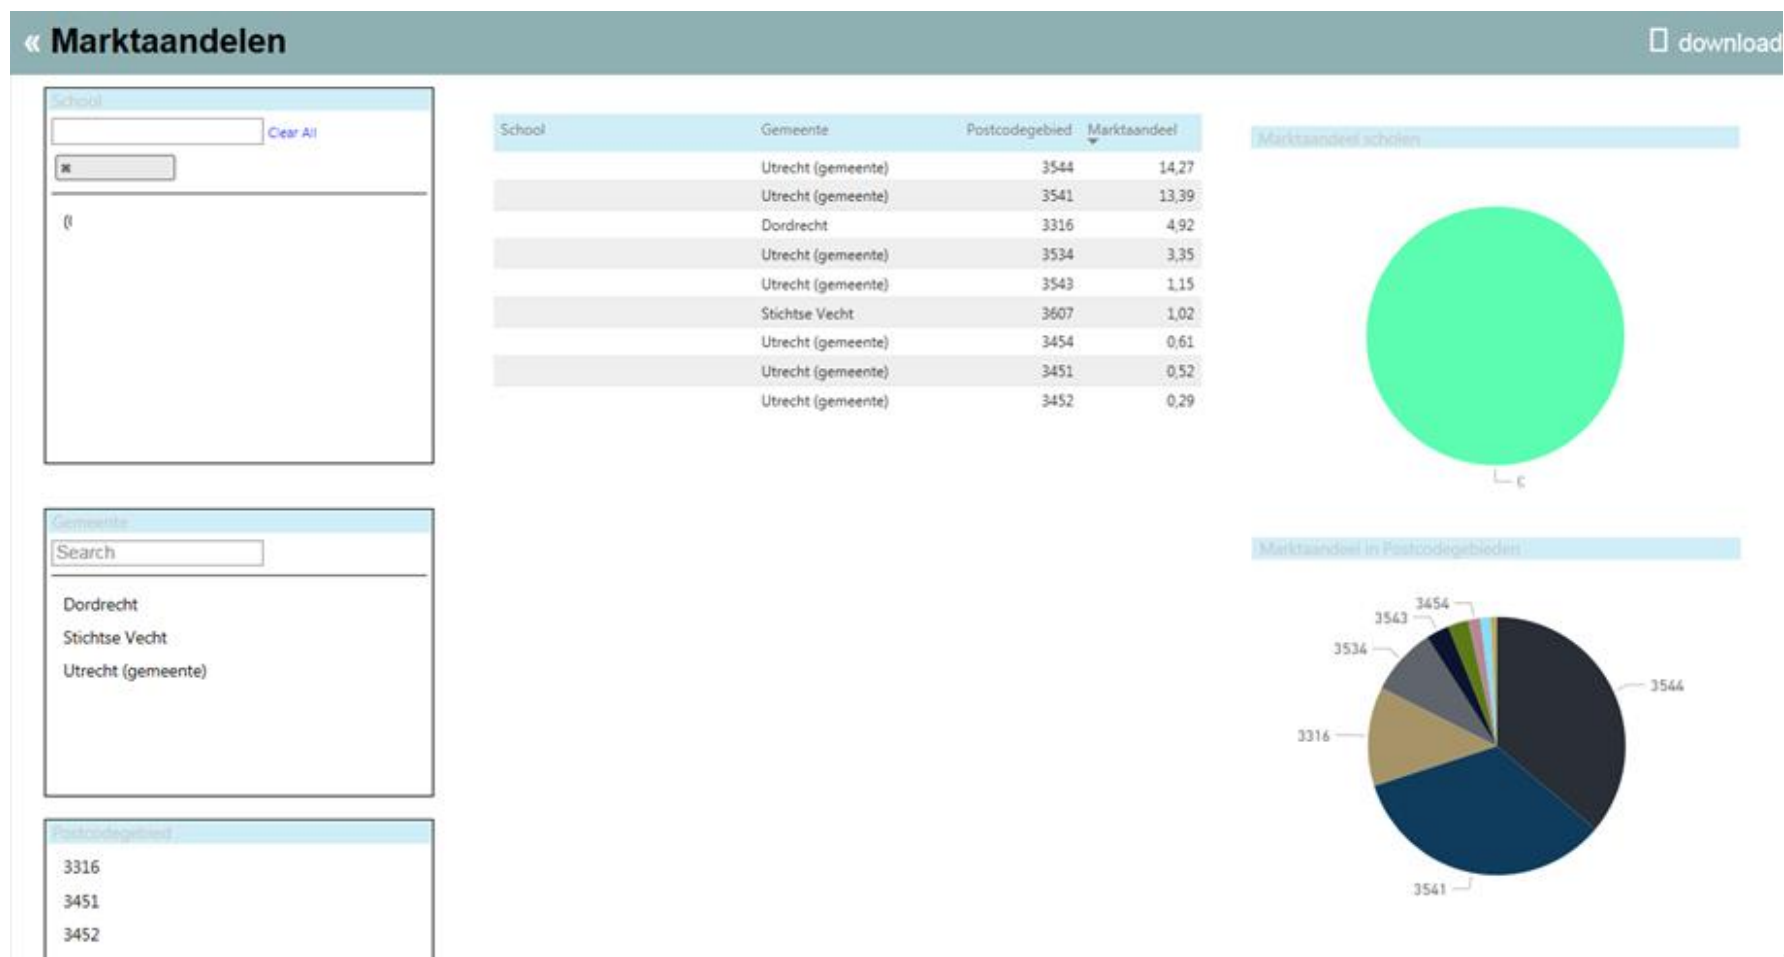 « Marktaandelen
download
School
Clear All
Gemeente
Search
Dordrecht
Stichtse Vecht
Utrecht (gemeente)
Postcodegebied
3316
3451
3452
School Gemeente Postcodegebied Marktaandeel
Utrecht (gemeente) 3544 14,27
Utrecht (gemeente) 3541 13,39
Dordrecht 3316 4,92
Utrecht (gemeente) 3534 3,35
Utrecht (gemeente) 3543 1,15
Stichtse Vecht 3607 1,02
Utrecht (gemeente) 3454 0,61
Utrecht (gemeente) 3451 0,52
Utrecht (gemeente) 3452 0,29
Marktaandeel scholen
Marktaandeel in Postcodegebieden
3454
3543
3534
3544
3316
3541